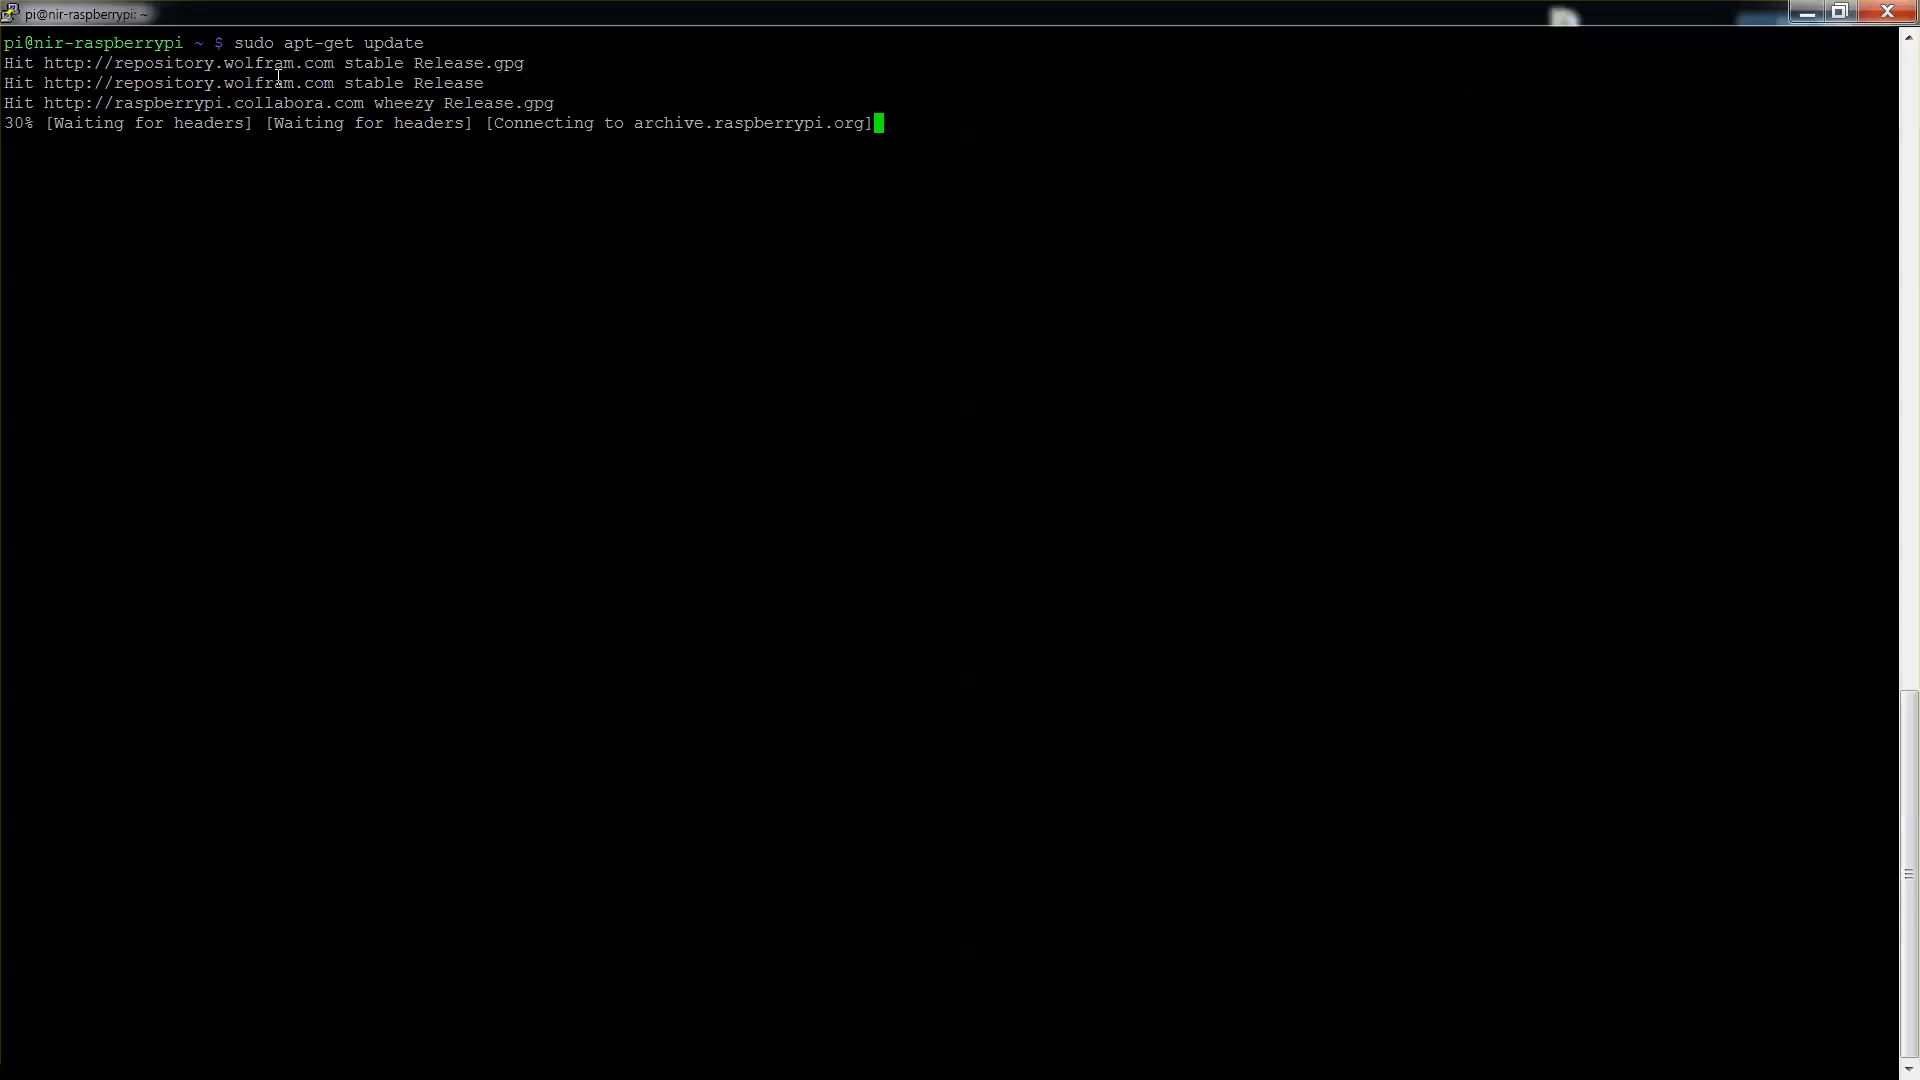 pi@nir-raspberrypi: ~
pi@nir-raspberrypi ~ $ sudo apt-get update
Hit http://repository.wolfram.com stable Release.gpg
Hit http://repository.wolfram.com stable Release
Hit http://raspberrypi.collabora.com wheezy Release.gpg
30% [Waiting for headers] [Waiting for headers] [Connecting to archive.raspberrypi.org]